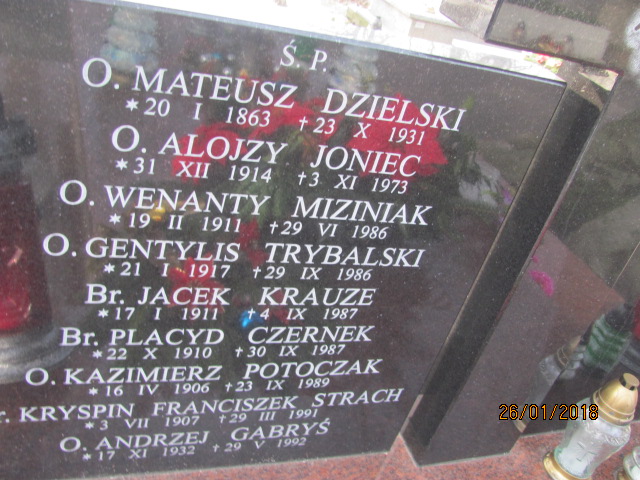 Ś. P.
O. MATEUSZ DZIELSKI
*20 I 1863 †23 X 1931
O. ALOJZY JONIEC
*31 XII 1914 †3 XI 1973
O. WENANTY MIZINIAK
*19 II 1911 †29 VI 1986
O. GENTYLIS TRYBALSKI
*21 I 1917 †29 IX 1986
Br. JACEK KRAUZE
*17 I 1911 †4 IX 1987
Br. PLACYD CZERNEK
*22 X 1910 †30 IX 1987
O. KAZIMIERZ POTOCZAK
*16 IV 1906 †23 IX 1989
r. KRYSPIN FRANCISZEK STRACH
*3 VII 1907 †29 III 1991
O. ANDRZEJ GABRYŚ
*17 XI 1932 †29 V 1992
26/01/2018